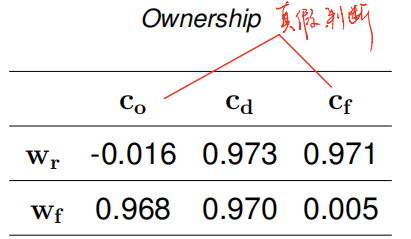 Ownership 真假判断
c_o c_d c_f
w_r -0.016 0.973 0.971
w_f 0.968 0.970 0.005